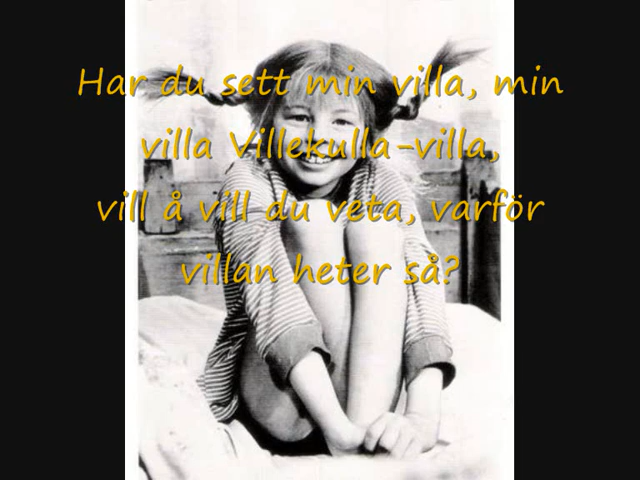 Har du sett min villa, min
villa Villekulla-villa,
vill å vill du veta, varför
villan heter så?